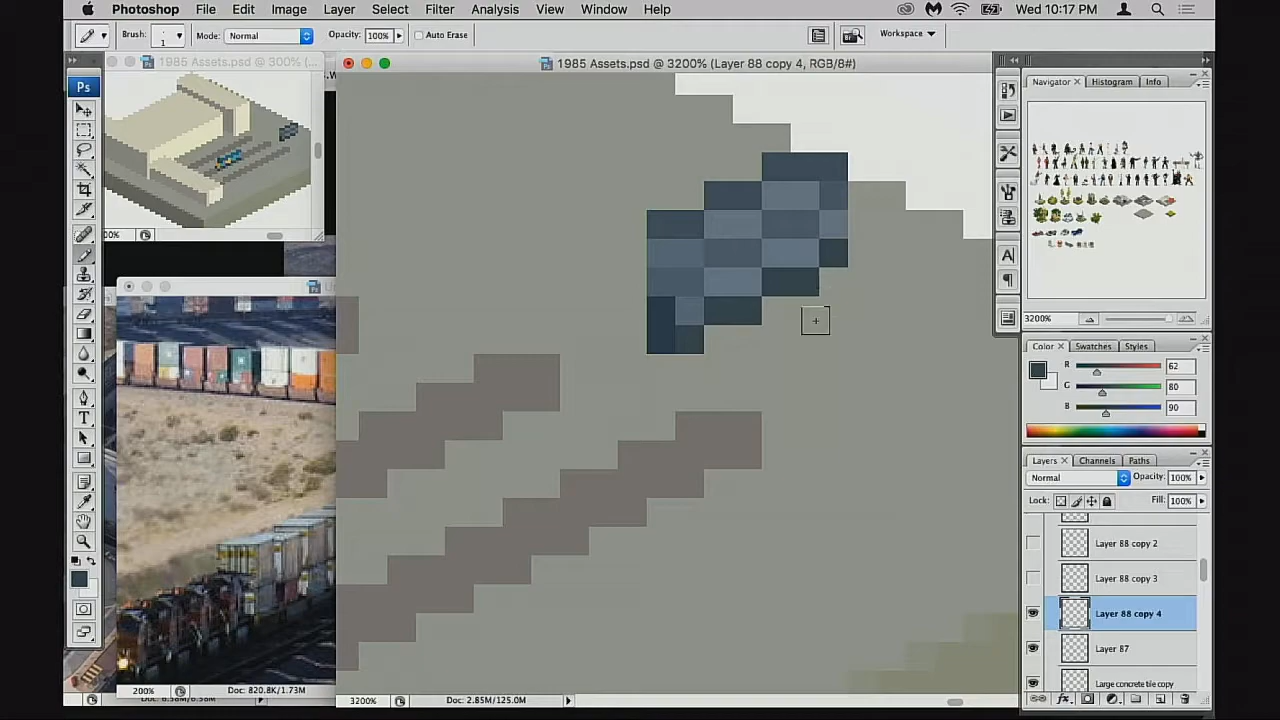 Photoshop File Edit Image Layer Select Filter Analysis View Window Help Wed 10:17 PM
Brush: 1 Mode: Normal Opacity: 100% Auto Erase Workspace
1985 Assets.psd @ 300% (...
1985 Assets.psd @ 3200% (Layer 88 copy 4, RGB/8#)
Ps
Navigator Histogram Info
3200%
Color Swatches Styles
R 62
G 80
B 90
Layers Channels Paths
Normal Opacity: 100%
Lock: Fill: 100%
Layer 88 copy 2
Layer 88 copy 3
Layer 88 copy 4
Layer 87
Large concrete tile copy
200% Doc: 820.8K/1.73M
3200% Doc: 2.85M/125.0M